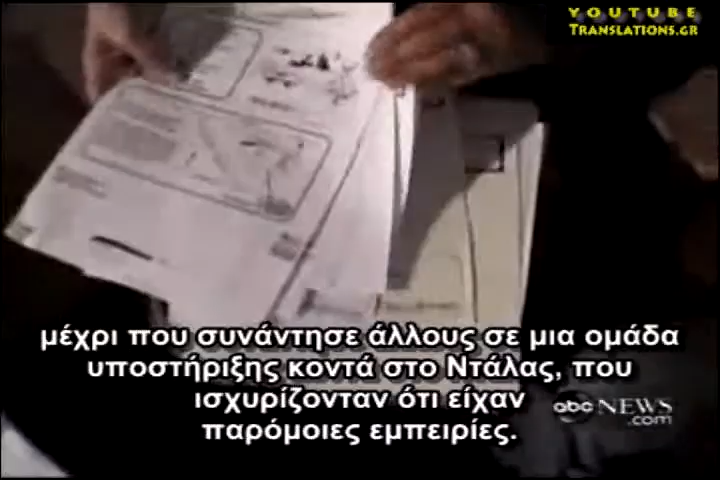 YOUTUBE
TRANSLATIONS.GR
μέχρι που συνάντησε άλλους σε μια ομάδα
υποστήριξης κοντά στο Ντάλας, που
ισχυρίζονταν ότι είχαν
παρόμοιες εμπειρίες.
abc NEWS
.com